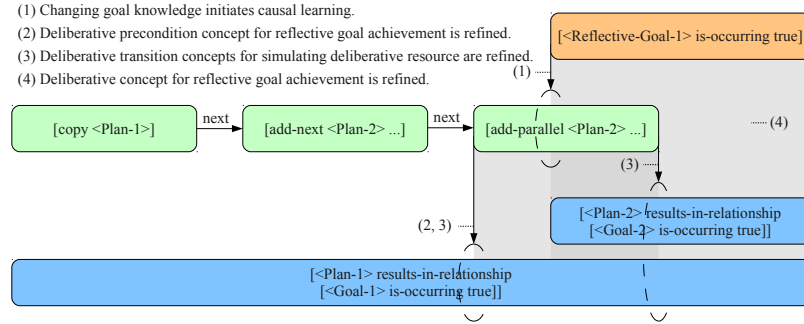 (1) Changing goal knowledge initiates causal learning.
(2) Deliberative precondition concept for reflective goal achievement is refined.
(3) Deliberative transition concepts for simulating deliberative resource are refined.
(4) Deliberative concept for reflective goal achievement is refined.
[<Reflective-Goal-1> is-occurring true]
(1)
[copy <Plan-1>]
next
[add-next <Plan-2> ...]
next
[add-parallel <Plan-2> ...]
(4)
(3)
[<Plan-2> results-in-relationship
[<Goal-2> is-occurring true]]
(2, 3)
[<Plan-1> results-in-relationship
[<Goal-1> is-occurring true]]